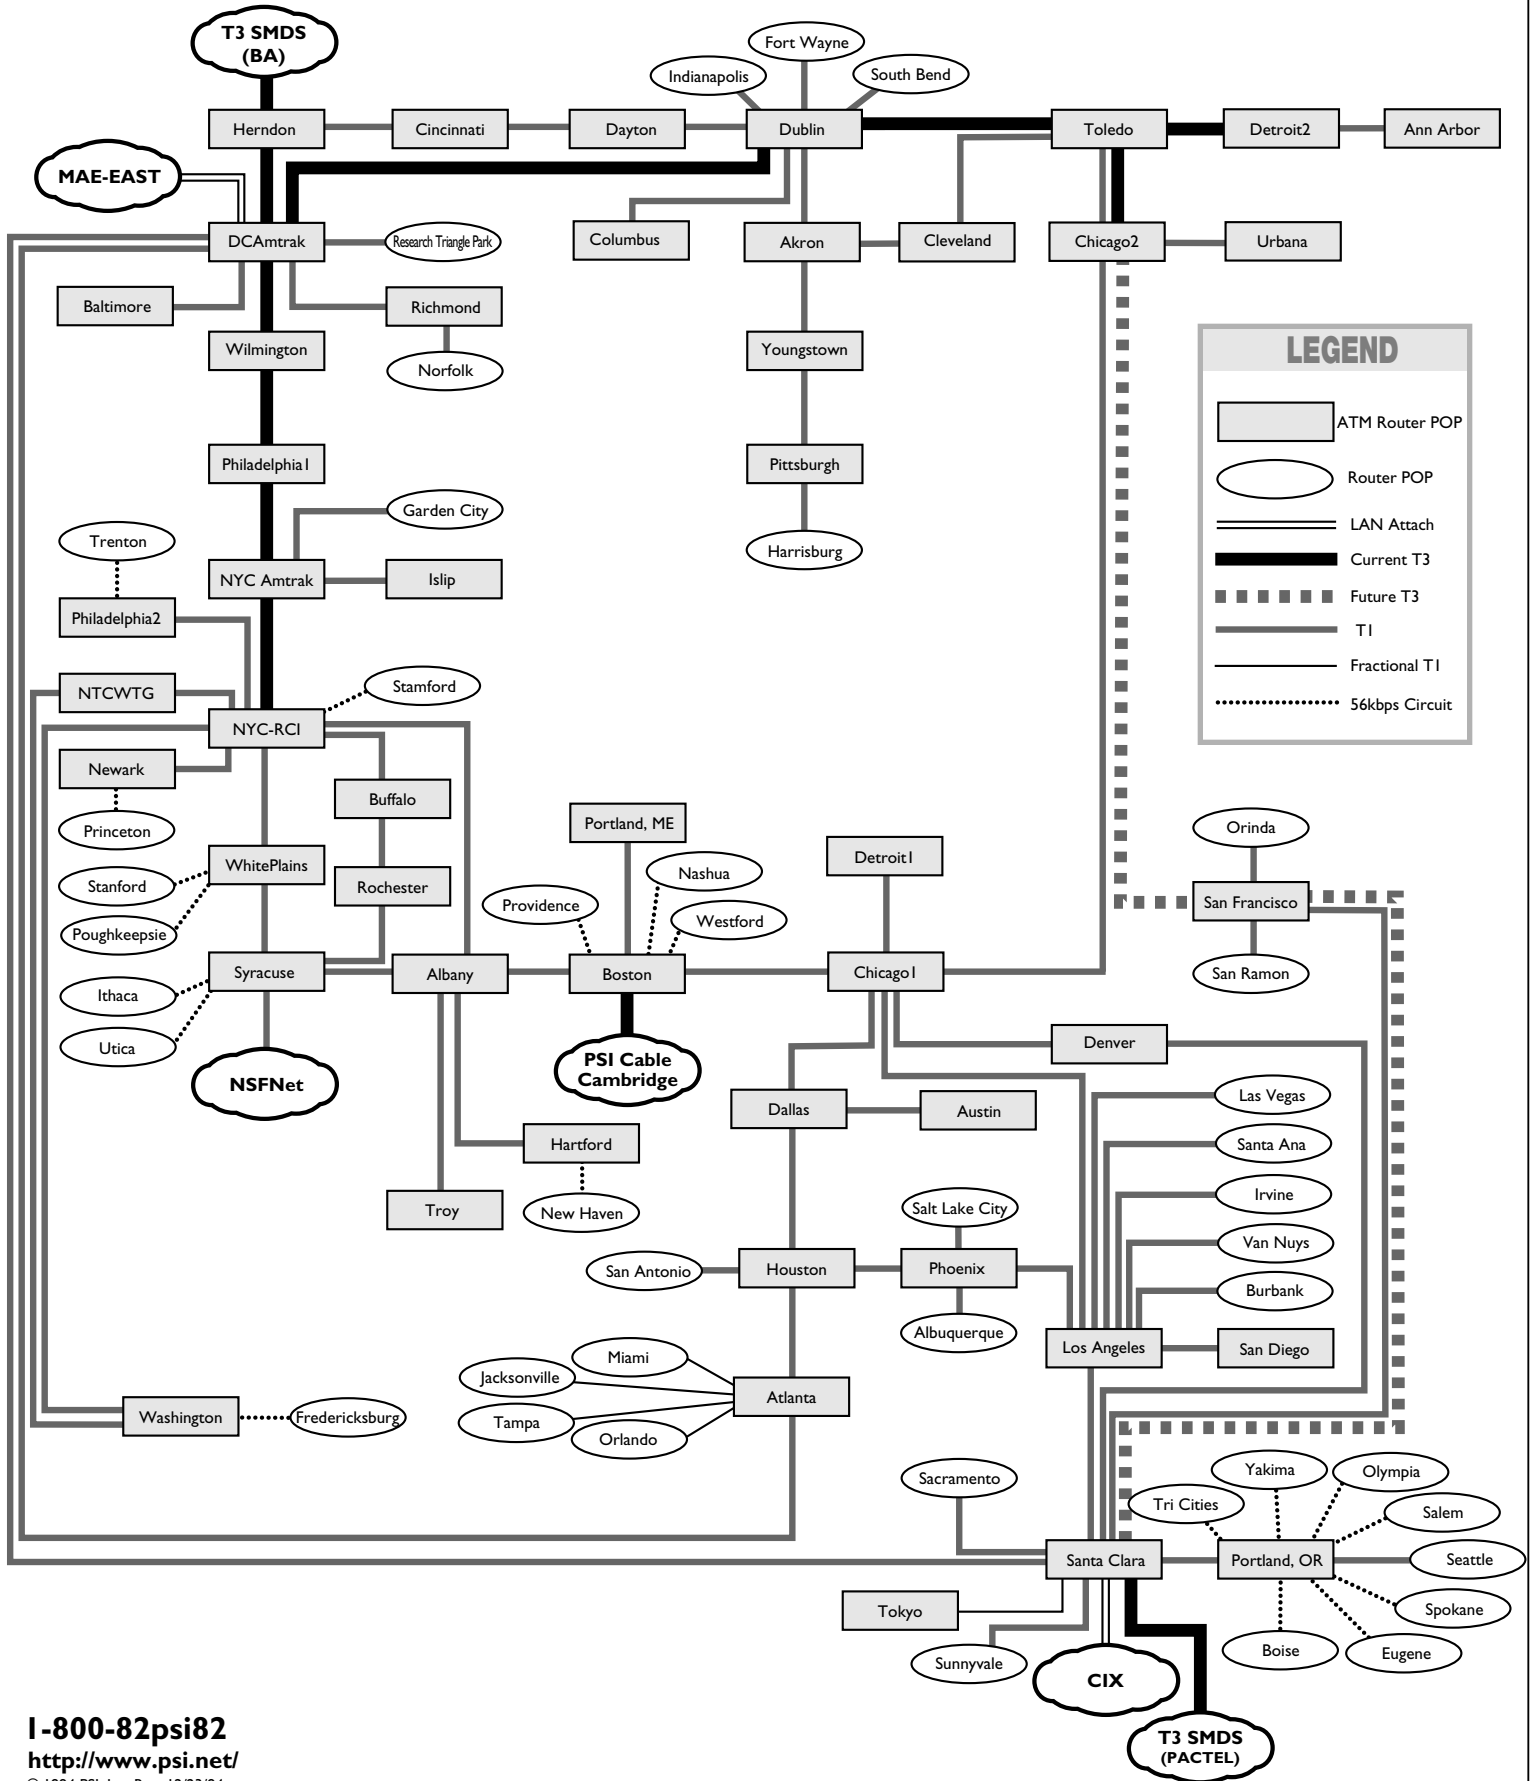 T3 SMDS
(BA)
Fort Wayne
Indianapolis
South Bend
Herndon
Cincinnati
Dayton
Dublin
Toledo
Detroit2
Ann Arbor
MAE-EAST
DCAmtrak
Research Triangle Park
Columbus
Akron
Cleveland
Chicago2
Urbana
Baltimore
Richmond
Wilmington
Norfolk
Youngstown
LEGEND
ATM Router POP
Router POP
LAN Attach
Current T3
Future T3
T1
Fractional T1
56kbps Circuit
Philadelphia1
Pittsburgh
Garden City
Trenton
Harrisburg
NYC Amtrak
Islip
Philadelphia2
NTCWTG
Stamford
NYC-RCI
Newark
Buffalo
Princeton
Portland, ME
Orinda
Detroit1
WhitePlains
Stanford
Rochester
Nashua
Providence
Westford
San Francisco
Poughkeepsie
Syracuse
Albany
Boston
Chicago1
San Ramon
Ithaca
Utica
Denver
NSFNet
PSI Cable
Cambridge
Las Vegas
Dallas
Austin
Hartford
Santa Ana
Irvine
Troy
New Haven
Salt Lake City
Van Nuys
San Antonio
Houston
Phoenix
Burbank
Albuquerque
Los Angeles
San Diego
Miami
Jacksonville
Atlanta
Tampa
Orlando
Washington
Fredericksburg
Sacramento
Yakima
Olympia
Tri Cities
Salem
Santa Clara
Portland, OR
Seattle
Tokyo
Spokane
Sunnyvale
Boise
Eugene
CIX
T3 SMDS
(PACTEL)
1-800-82psi82
http://www.psi.net/